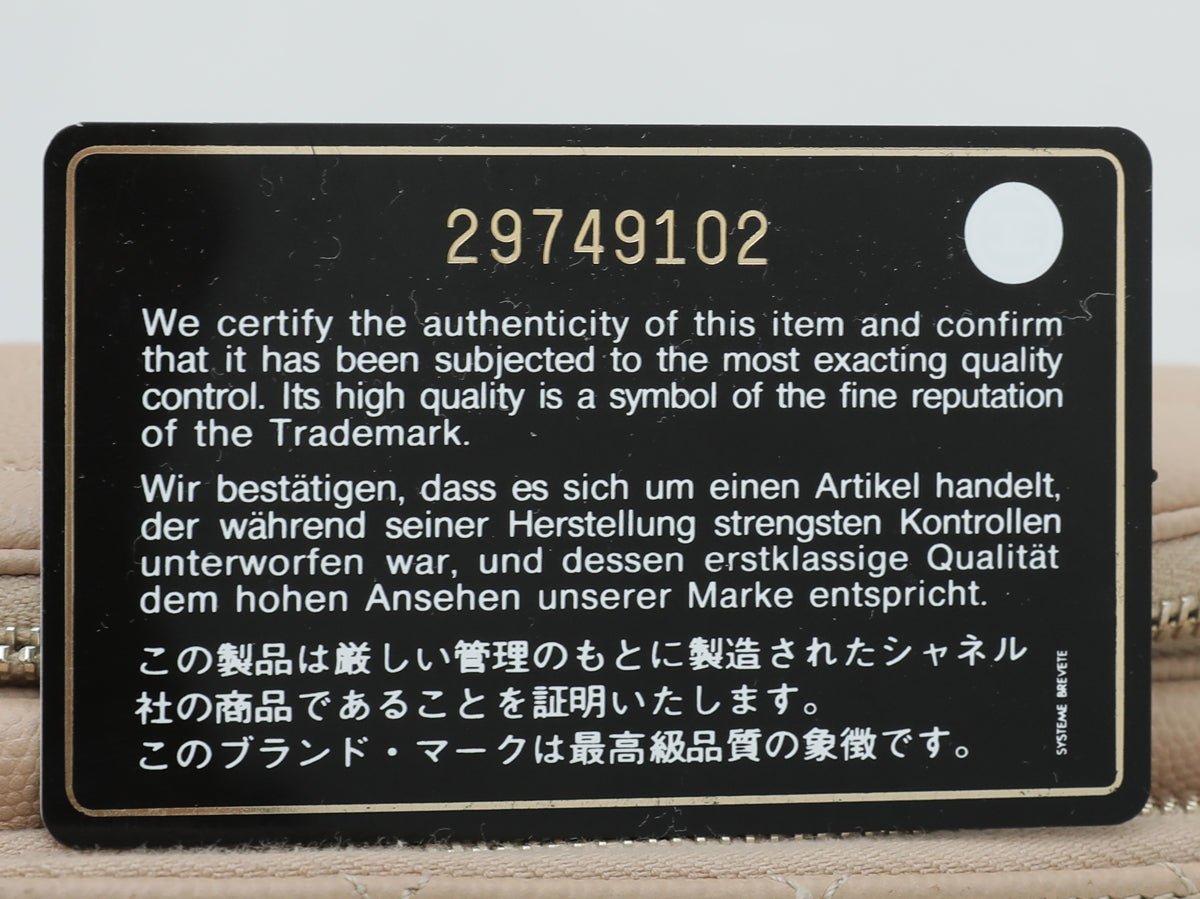 29749102
We certify the authenticity of this item and confirm
that it has been subjected to the most exacting quality
control. Its high quality is a symbol of the fine reputation
of the Trademark.
Wir bestätigen, dass es sich um einen Artikel handelt,
der während seiner Herstellung strengsten Kontrollen
unterworfen war, und dessen erstklassige Qualität
dem hohen Ansehen unserer Marke entspricht.
この製品は厳しい管理のもとに製造されたシャネル
社の商品であることを証明いたします。
このブランド・マークは最高級品質の象徴です。
SYSTEME BREVETE